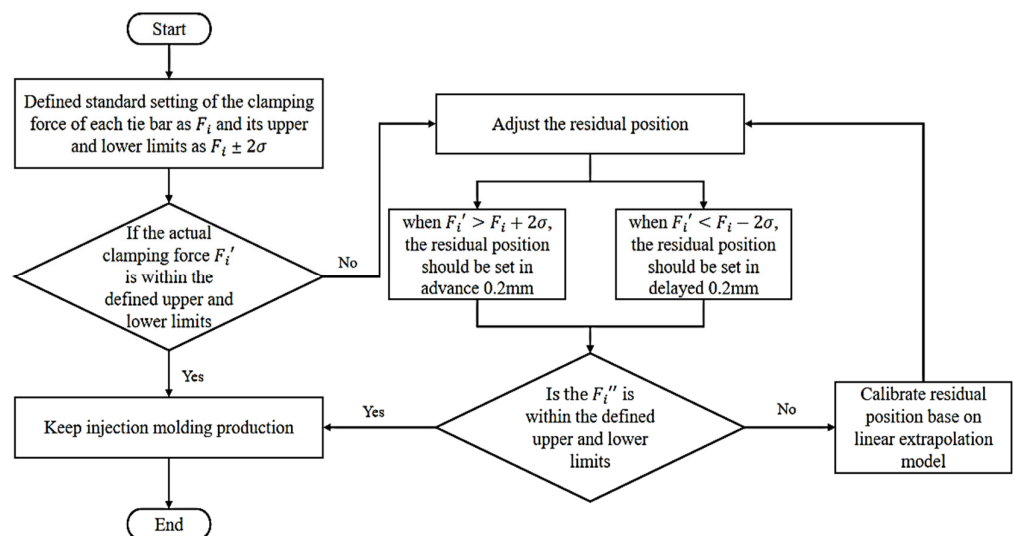 Start
Defined standard setting of the clamping
force of each tie bar as Fᵢ and its upper
and lower limits as Fᵢ ± 2σ
If the actual
clamping force Fᵢ′
is within the
defined upper and
lower limits
No
Yes
Adjust the residual position
when Fᵢ′ > Fᵢ + 2σ,
the residual position
should be set in
advance 0.2mm
when Fᵢ′ < Fᵢ − 2σ,
the residual position
should be set in
delayed 0.2mm
Is the Fᵢ″ is
within the defined
upper and lower
limits
Yes
No
Calibrate residual
position base on
linear extrapolation
model
Keep injection molding production
End